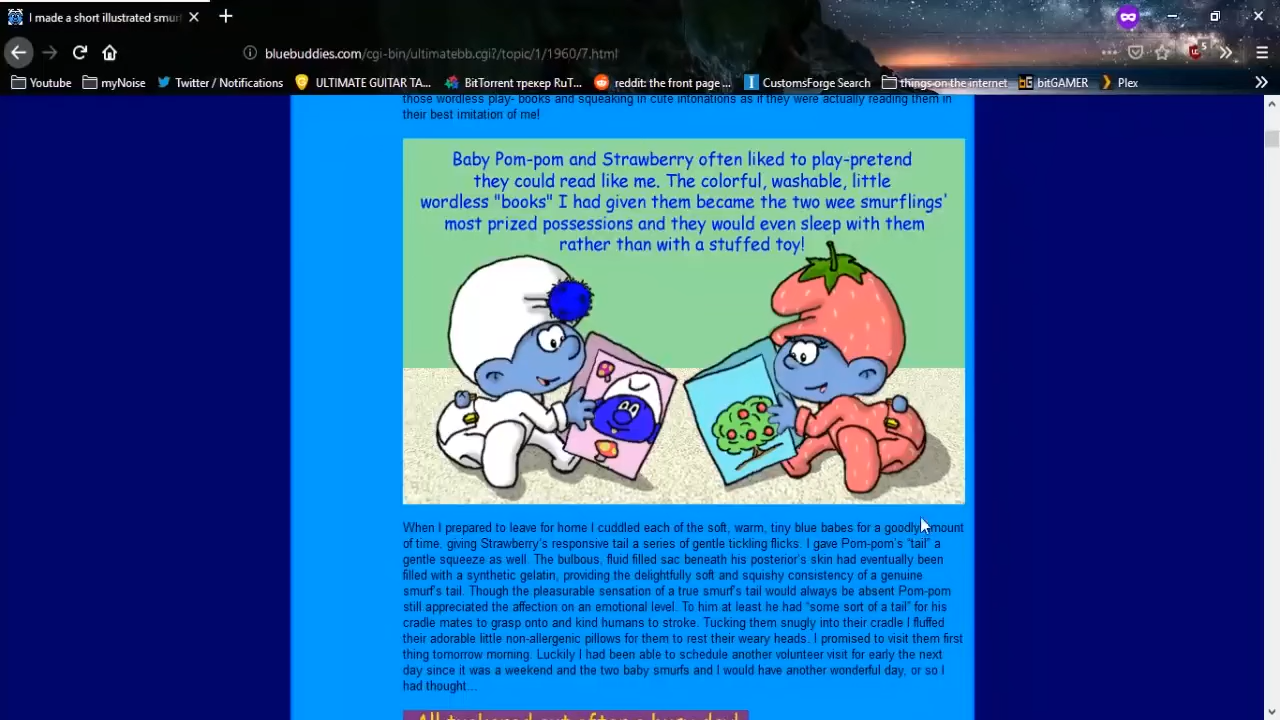 I made a short illustrated smurf
bluebuddies.com/cgi-bin/ultimatebb.cgi?/topic/1/1960/7.html
5
Youtube
myNoise
Twitter / Notifications
ULTIMATE GUITAR TA...
BitTorrent трекер RuT...
reddit: the front page ...
CustomsForge Search
things on the internet
bitGAMER
Plex
those wordless play- books and squeaking in cute intonations as if they were actually reading them in
their best imitation of me!
Baby Pom-pom and Strawberry often liked to play-pretend
they could read like me. The colorful, washable, little
wordless "books" I had given them became the two wee smurflings'
most prized possessions and they would even sleep with them
rather than with a stuffed toy!
When I prepared to leave for home I cuddled each of the soft, warm, tiny blue babes for a goodly amount
of time, giving Strawberry's responsive tail a series of gentle tickling flicks. I gave Pom-pom's "tail" a
gentle squeeze as well. The bulbous, fluid filled sac beneath his posterior's skin had eventually been
filled with a synthetic gelatin, providing the delightfully soft and squishy consistency of a genuine
smurf's tail. Though the pleasurable sensation of a true smurf's tail would always be absent Pom-pom
still appreciated the affection on an emotional level. To him at least he had "some sort of a tail" for his
cradle mates to grasp onto and kind humans to stroke. Tucking them snugly into their cradle I fluffed
their adorable little non-allergenic pillows for them to rest their weary heads. I promised to visit them first
thing tomorrow morning. Luckily I had been able to schedule another volunteer visit for early the next
day since it was a weekend and the two baby smurfs and I would have another wonderful day, or so I
had thought...
All tuckered out after a busy day!